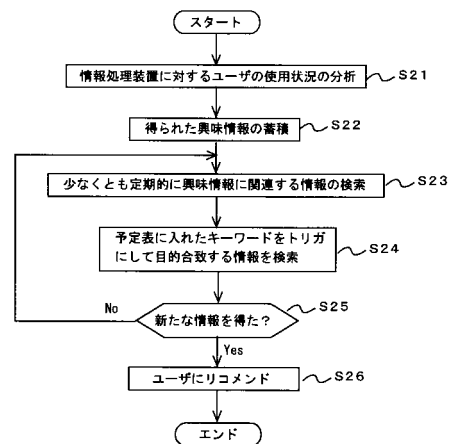 スタート
情報処理装置に対するユーザの使用状況の分析
S21
得られた興味情報の蓄積
S22
少なくとも定期的に興味情報に関連する情報の検索
S23
予定表に入れたキーワードをトリガ
にして目的合致する情報を検索
S24
新たな情報を得た?
S25
No
Yes
ユーザにリコメンド
S26
エンド